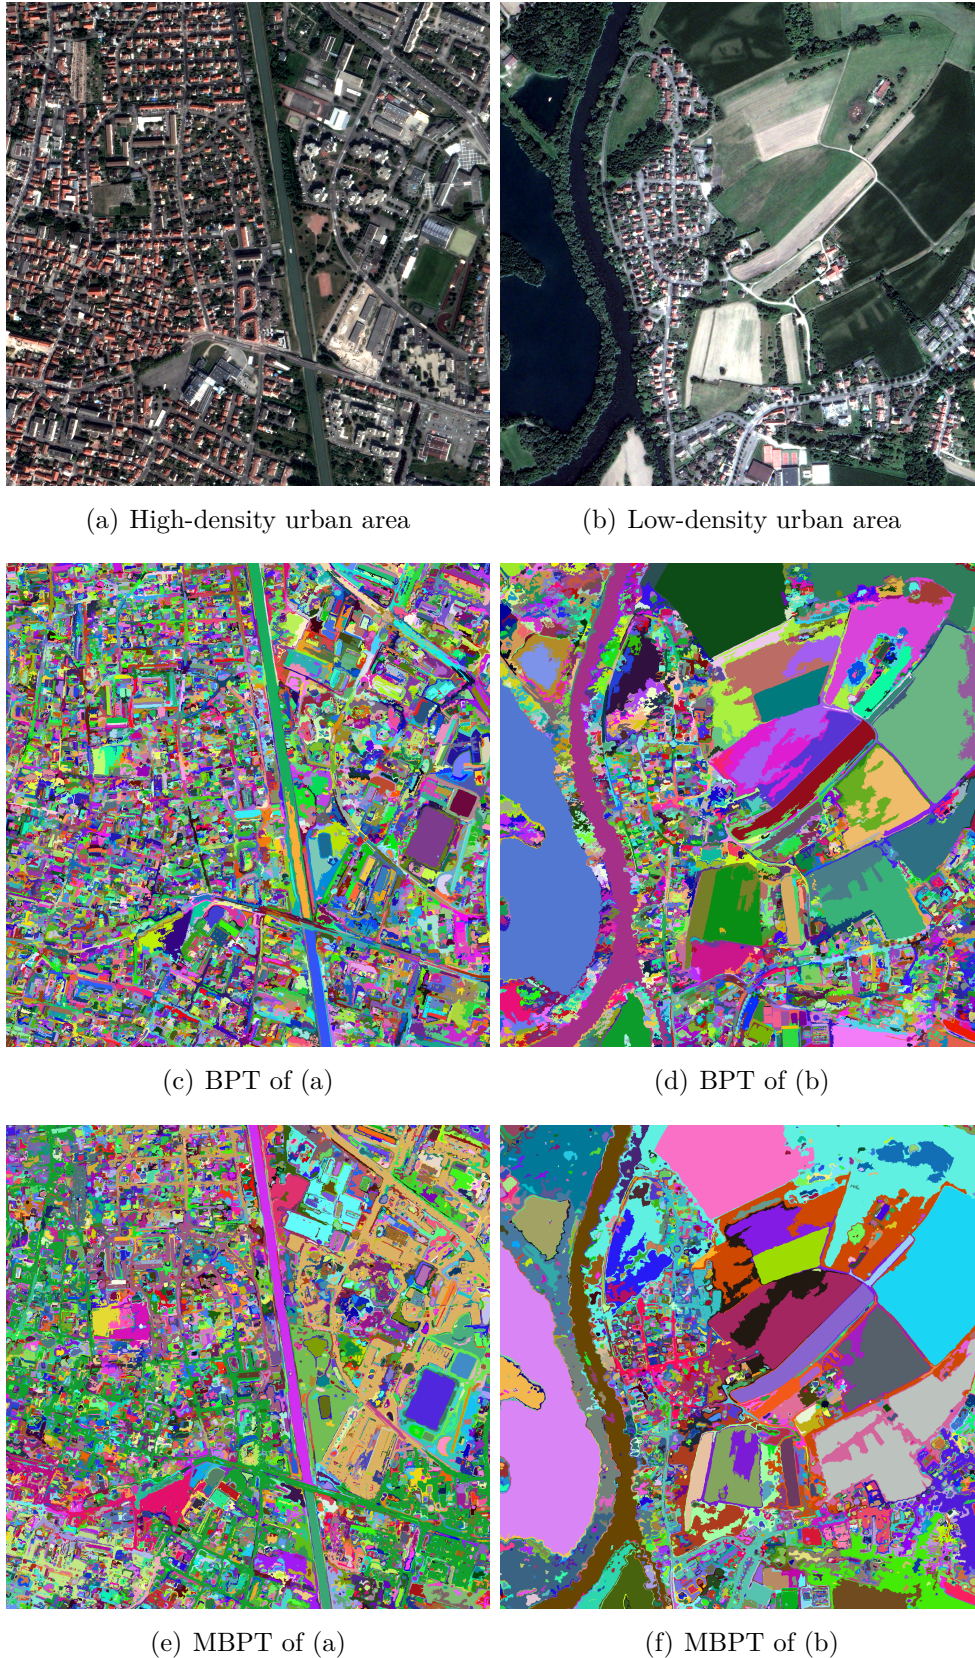 (a) High-density urban area
(b) Low-density urban area
(c) BPT of (a)
(d) BPT of (b)
(e) MBPT of (a)
(f) MBPT of (b)